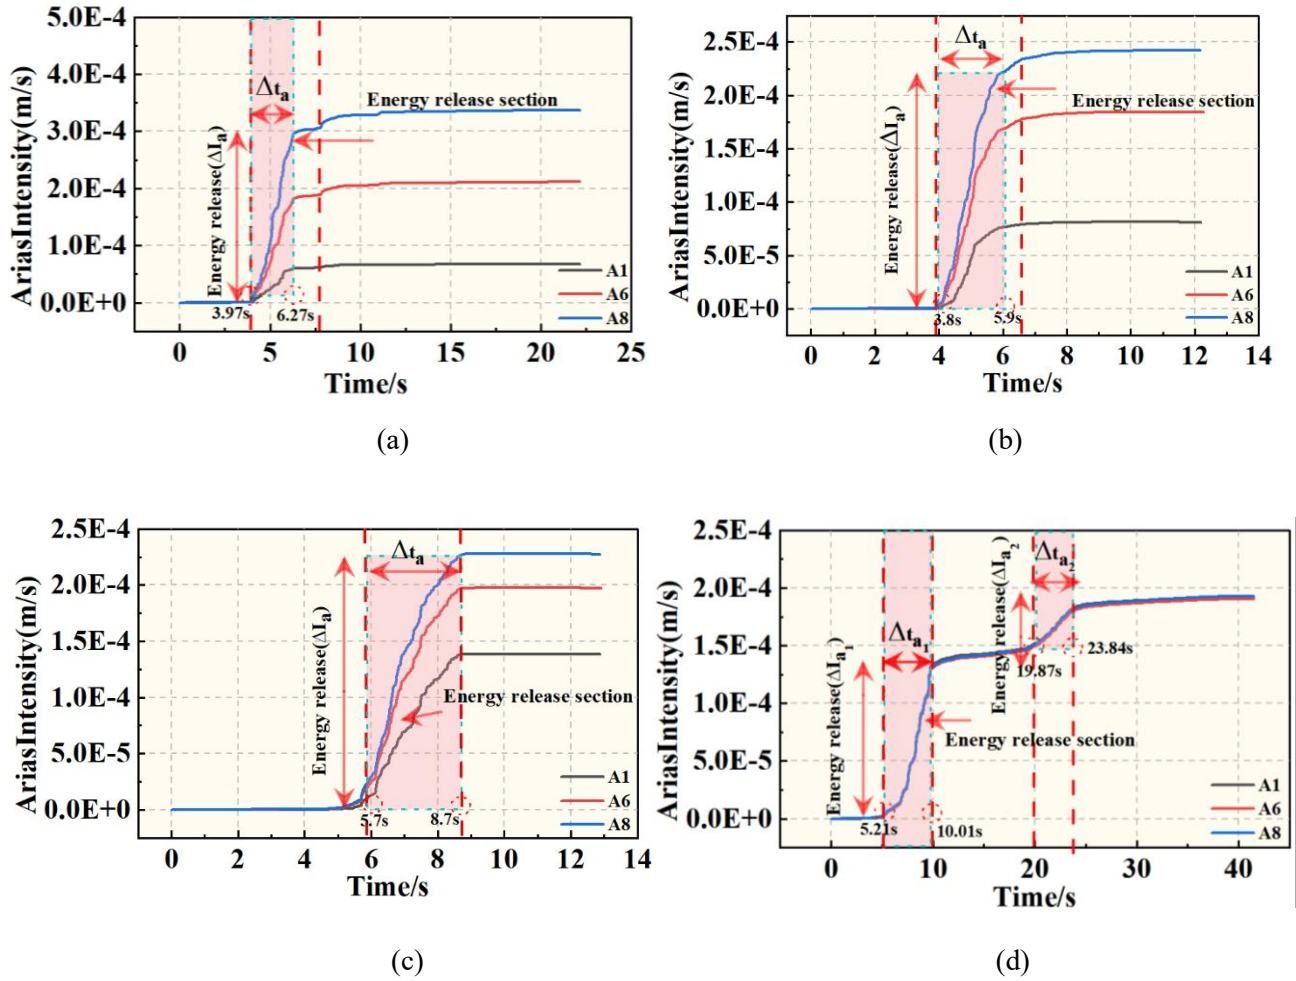 5.0E-4
4.0E-4
3.0E-4
2.0E-4
1.0E-4
0.0E+0
AriasIntensity(m/s)
Energy release(ΔIa)
Δta
Energy release section
3.97s
6.27s
A1
A6
A8
0 5 10 15 20 25
Time/s
(a)
2.5E-4
2.0E-4
1.5E-4
1.0E-4
5.0E-5
0.0E+0
AriasIntensity(m/s)
Energy release(ΔIa)
Δta
Energy release section
3.8s
5.9s
A1
A6
A8
0 2 4 6 8 10 12 14
Time/s
(b)
2.5E-4
2.0E-4
1.5E-4
1.0E-4
5.0E-5
0.0E+0
AriasIntensity(m/s)
Energy release(ΔIa)
Δta
Energy release section
5.7s
8.7s
A1
A6
A8
0 2 4 6 8 10 12 14
Time/s
(c)
2.5E-4
2.0E-4
1.5E-4
1.0E-4
5.0E-5
0.0E+0
AriasIntensity(m/s)
Energy release(ΔIa1)
Δta1
Energy release(ΔIa2)
Δta2
23.84s
19.87s
Energy release section
5.21s
10.01s
A1
A6
A8
0 10 20 30 40
Time/s
(d)